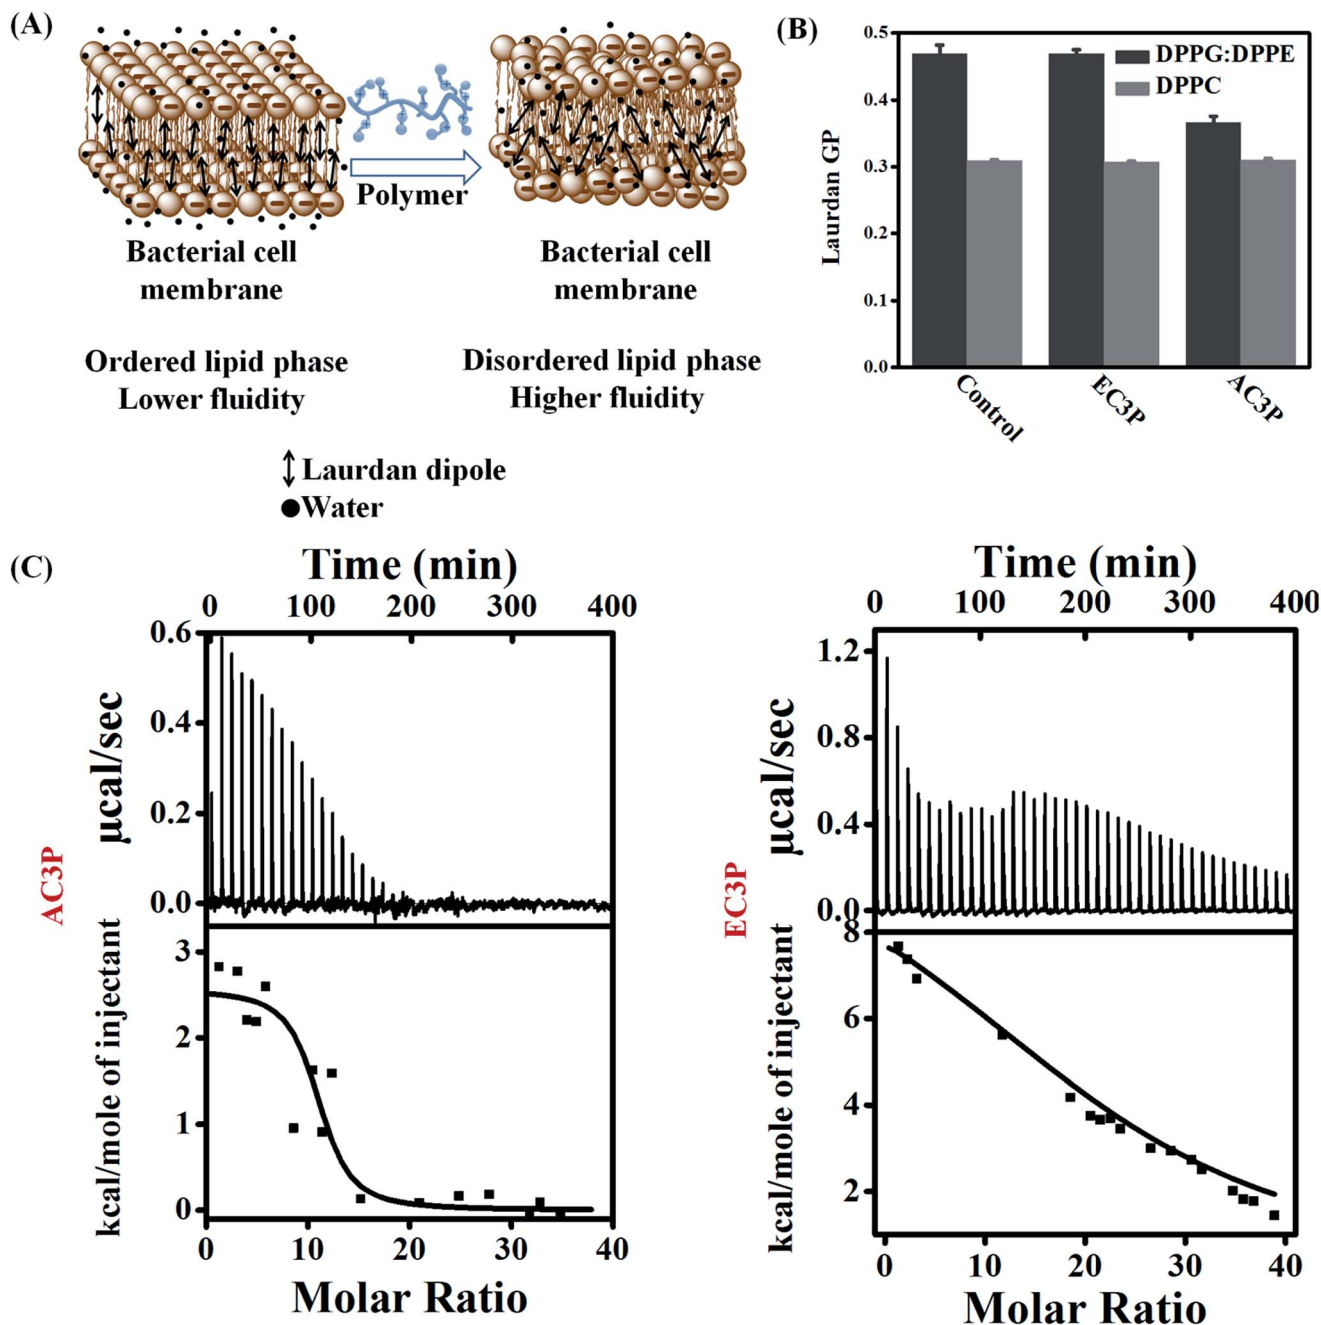 (A)
Polymer
Bacterial cell
membrane
Bacterial cell
membrane
Ordered lipid phase
Lower fluidity
Disordered lipid phase
Higher fluidity
Laurdan dipole
Water
(B)
Laurdan GP
0.5
0.4
0.3
0.2
0.1
0.0
DPPG:DPPE
DPPC
Control
EC3P
AC3P
(C)
AC3P
Time (min)
0 100 200 300 400
µcal/sec
0.6
0.4
0.2
0.0
kcal/mole of injectant
3
2
1
0
0 10 20 30 40
Molar Ratio
EC3P
Time (min)
0 100 200 300 400
µcal/sec
1.2
0.8
0.4
0.0
kcal/mole of injectant
8
6
4
2
0 10 20 30 40
Molar Ratio